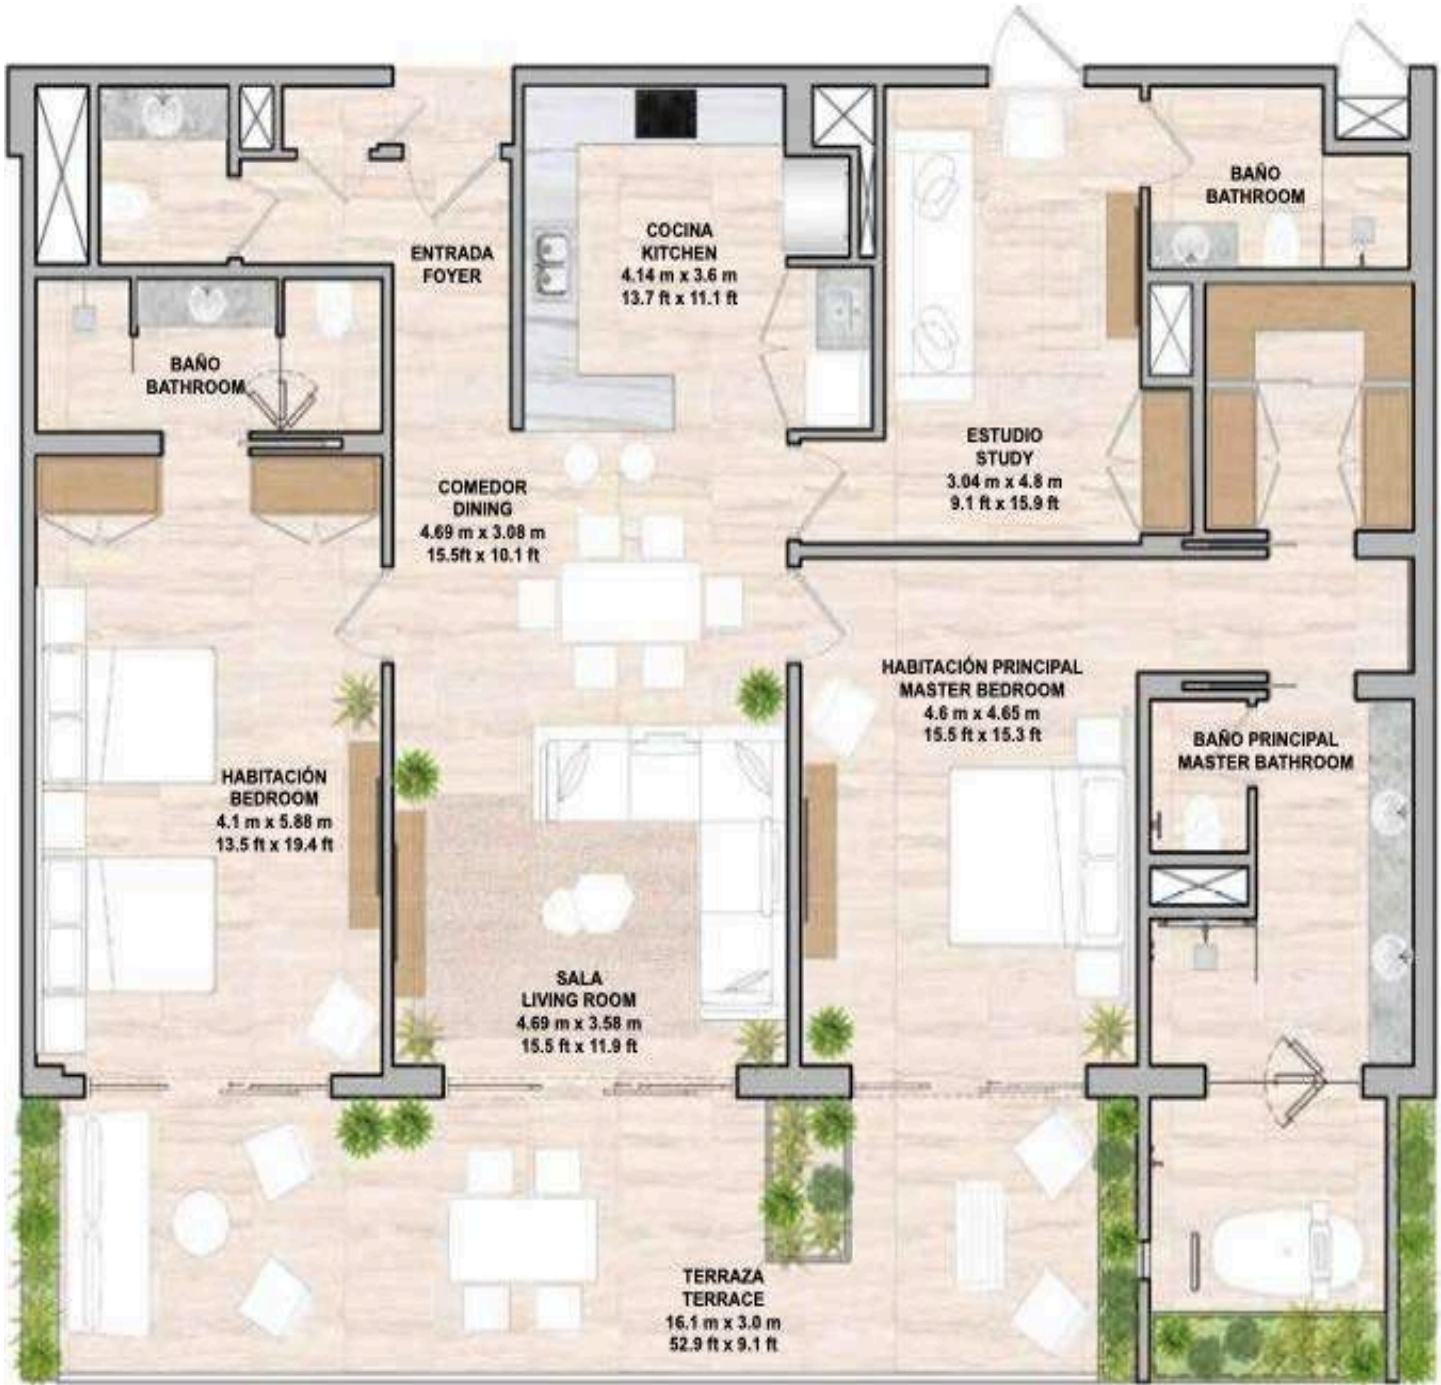 BAÑO
BATHROOM
ENTRADA
FOYER
COCINA
KITCHEN
4.14 m x 3.6 m
13.7 ft x 11.1 ft
BAÑO
BATHROOM
ESTUDIO
STUDY
3.04 m x 4.8 m
9.1 ft x 15.9 ft
COMEDOR
DINING
4.69 m x 3.08 m
15.5ft x 10.1 ft
HABITACIÓN PRINCIPAL
MASTER BEDROOM
4.6 m x 4.65 m
15.5 ft x 15.3 ft
BAÑO PRINCIPAL
MASTER BATHROOM
HABITACIÓN
BEDROOM
4.1 m x 5.88 m
13.5 ft x 19.4 ft
SALA
LIVING ROOM
4.69 m x 3.58 m
15.5 ft x 11.9 ft
TERRAZA
TERRACE
16.1 m x 3.0 m
52.9 ft x 9.1 ft